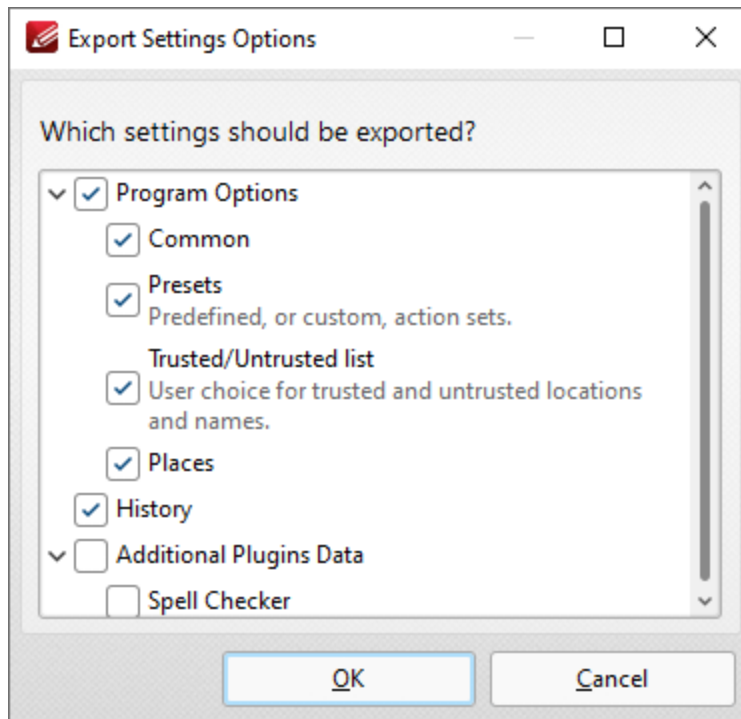 Export Settings Options
Which settings should be exported?
Program Options
Common
Presets
Predefined, or custom, action sets.
Trusted/Untrusted list
User choice for trusted and untrusted locations
and names.
Places
History
Additional Plugins Data
Spell Checker
OK
Cancel